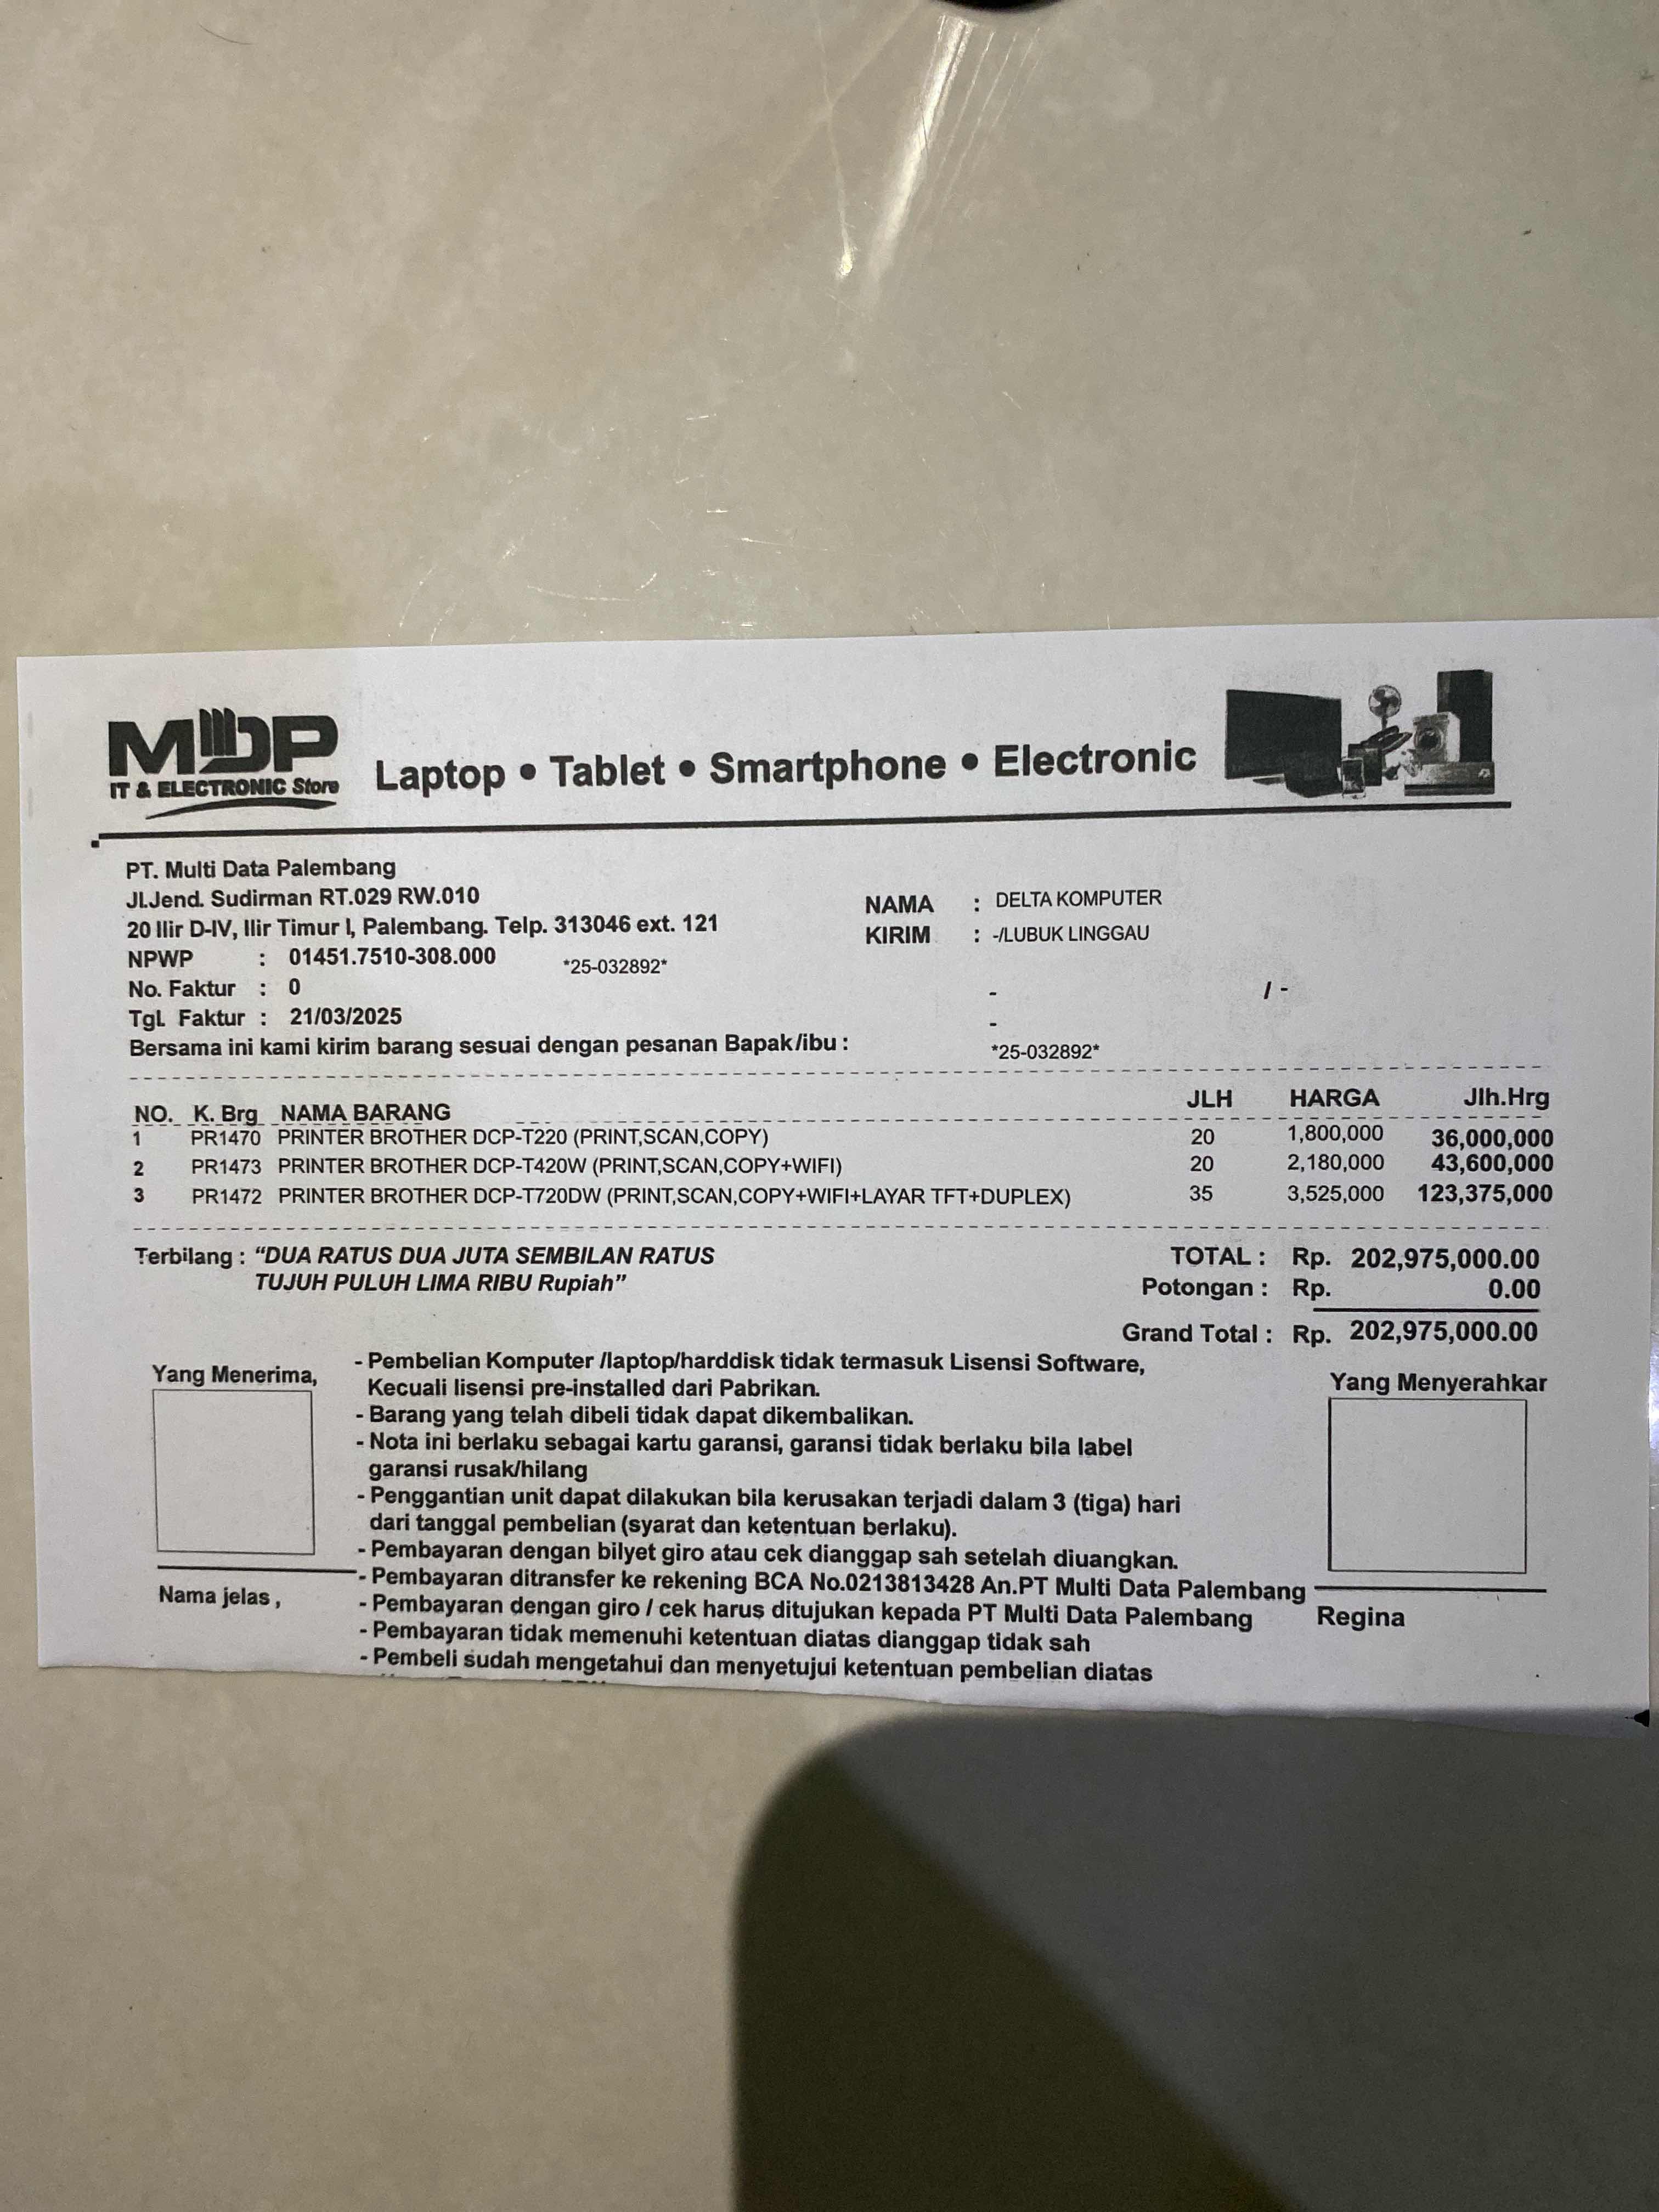 MDP
IT & ELECTRONIC Store
Laptop • Tablet • Smartphone • Electronic
PT. Multi Data Palembang
Jl.Jend. Sudirman RT.029 RW.010
20 Ilir D-IV, Ilir Timur I, Palembang. Telp. 313046 ext. 121
NPWP : 01451.7510-308.000 *25-032892*
No. Faktur : 0
Tgl. Faktur : 21/03/2025
Bersama ini kami kirim barang sesuai dengan pesanan Bapak/ibu :
NAMA : DELTA KOMPUTER
KIRIM : -/LUBUK LINGGAU
- / -
-
*25-032892*
NO. K. Brg NAMA BARANG JLH HARGA Jlh.Hrg
1 PR1470 PRINTER BROTHER DCP-T220 (PRINT,SCAN,COPY) 20 1,800,000 36,000,000
2 PR1473 PRINTER BROTHER DCP-T420W (PRINT,SCAN,COPY+WIFI) 20 2,180,000 43,600,000
3 PR1472 PRINTER BROTHER DCP-T720DW (PRINT,SCAN,COPY+WIFI+LAYAR TFT+DUPLEX) 35 3,525,000 123,375,000
Terbilang : “DUA RATUS DUA JUTA SEMBILAN RATUS
TUJUH PULUH LIMA RIBU Rupiah”
TOTAL : Rp. 202,975,000.00
Potongan : Rp. 0.00
Grand Total : Rp. 202,975,000.00
Yang Menerima,
Nama jelas ,
- Pembelian Komputer /laptop/harddisk tidak termasuk Lisensi Software,
Kecuali lisensi pre-installed dari Pabrikan.
- Barang yang telah dibeli tidak dapat dikembalikan.
- Nota ini berlaku sebagai kartu garansi, garansi tidak berlaku bila label
garansi rusak/hilang
- Penggantian unit dapat dilakukan bila kerusakan terjadi dalam 3 (tiga) hari
dari tanggal pembelian (syarat dan ketentuan berlaku).
- Pembayaran dengan bilyet giro atau cek dianggap sah setelah diuangkan.
- Pembayaran ditransfer ke rekening BCA No.0213813428 An.PT Multi Data Palembang
- Pembayaran dengan giro / cek harus ditujukan kepada PT Multi Data Palembang
- Pembayaran tidak memenuhi ketentuan diatas dianggap tidak sah
- Pembeli sudah mengetahui dan menyetujui ketentuan pembelian diatas
Yang Menyerahkar
Regina